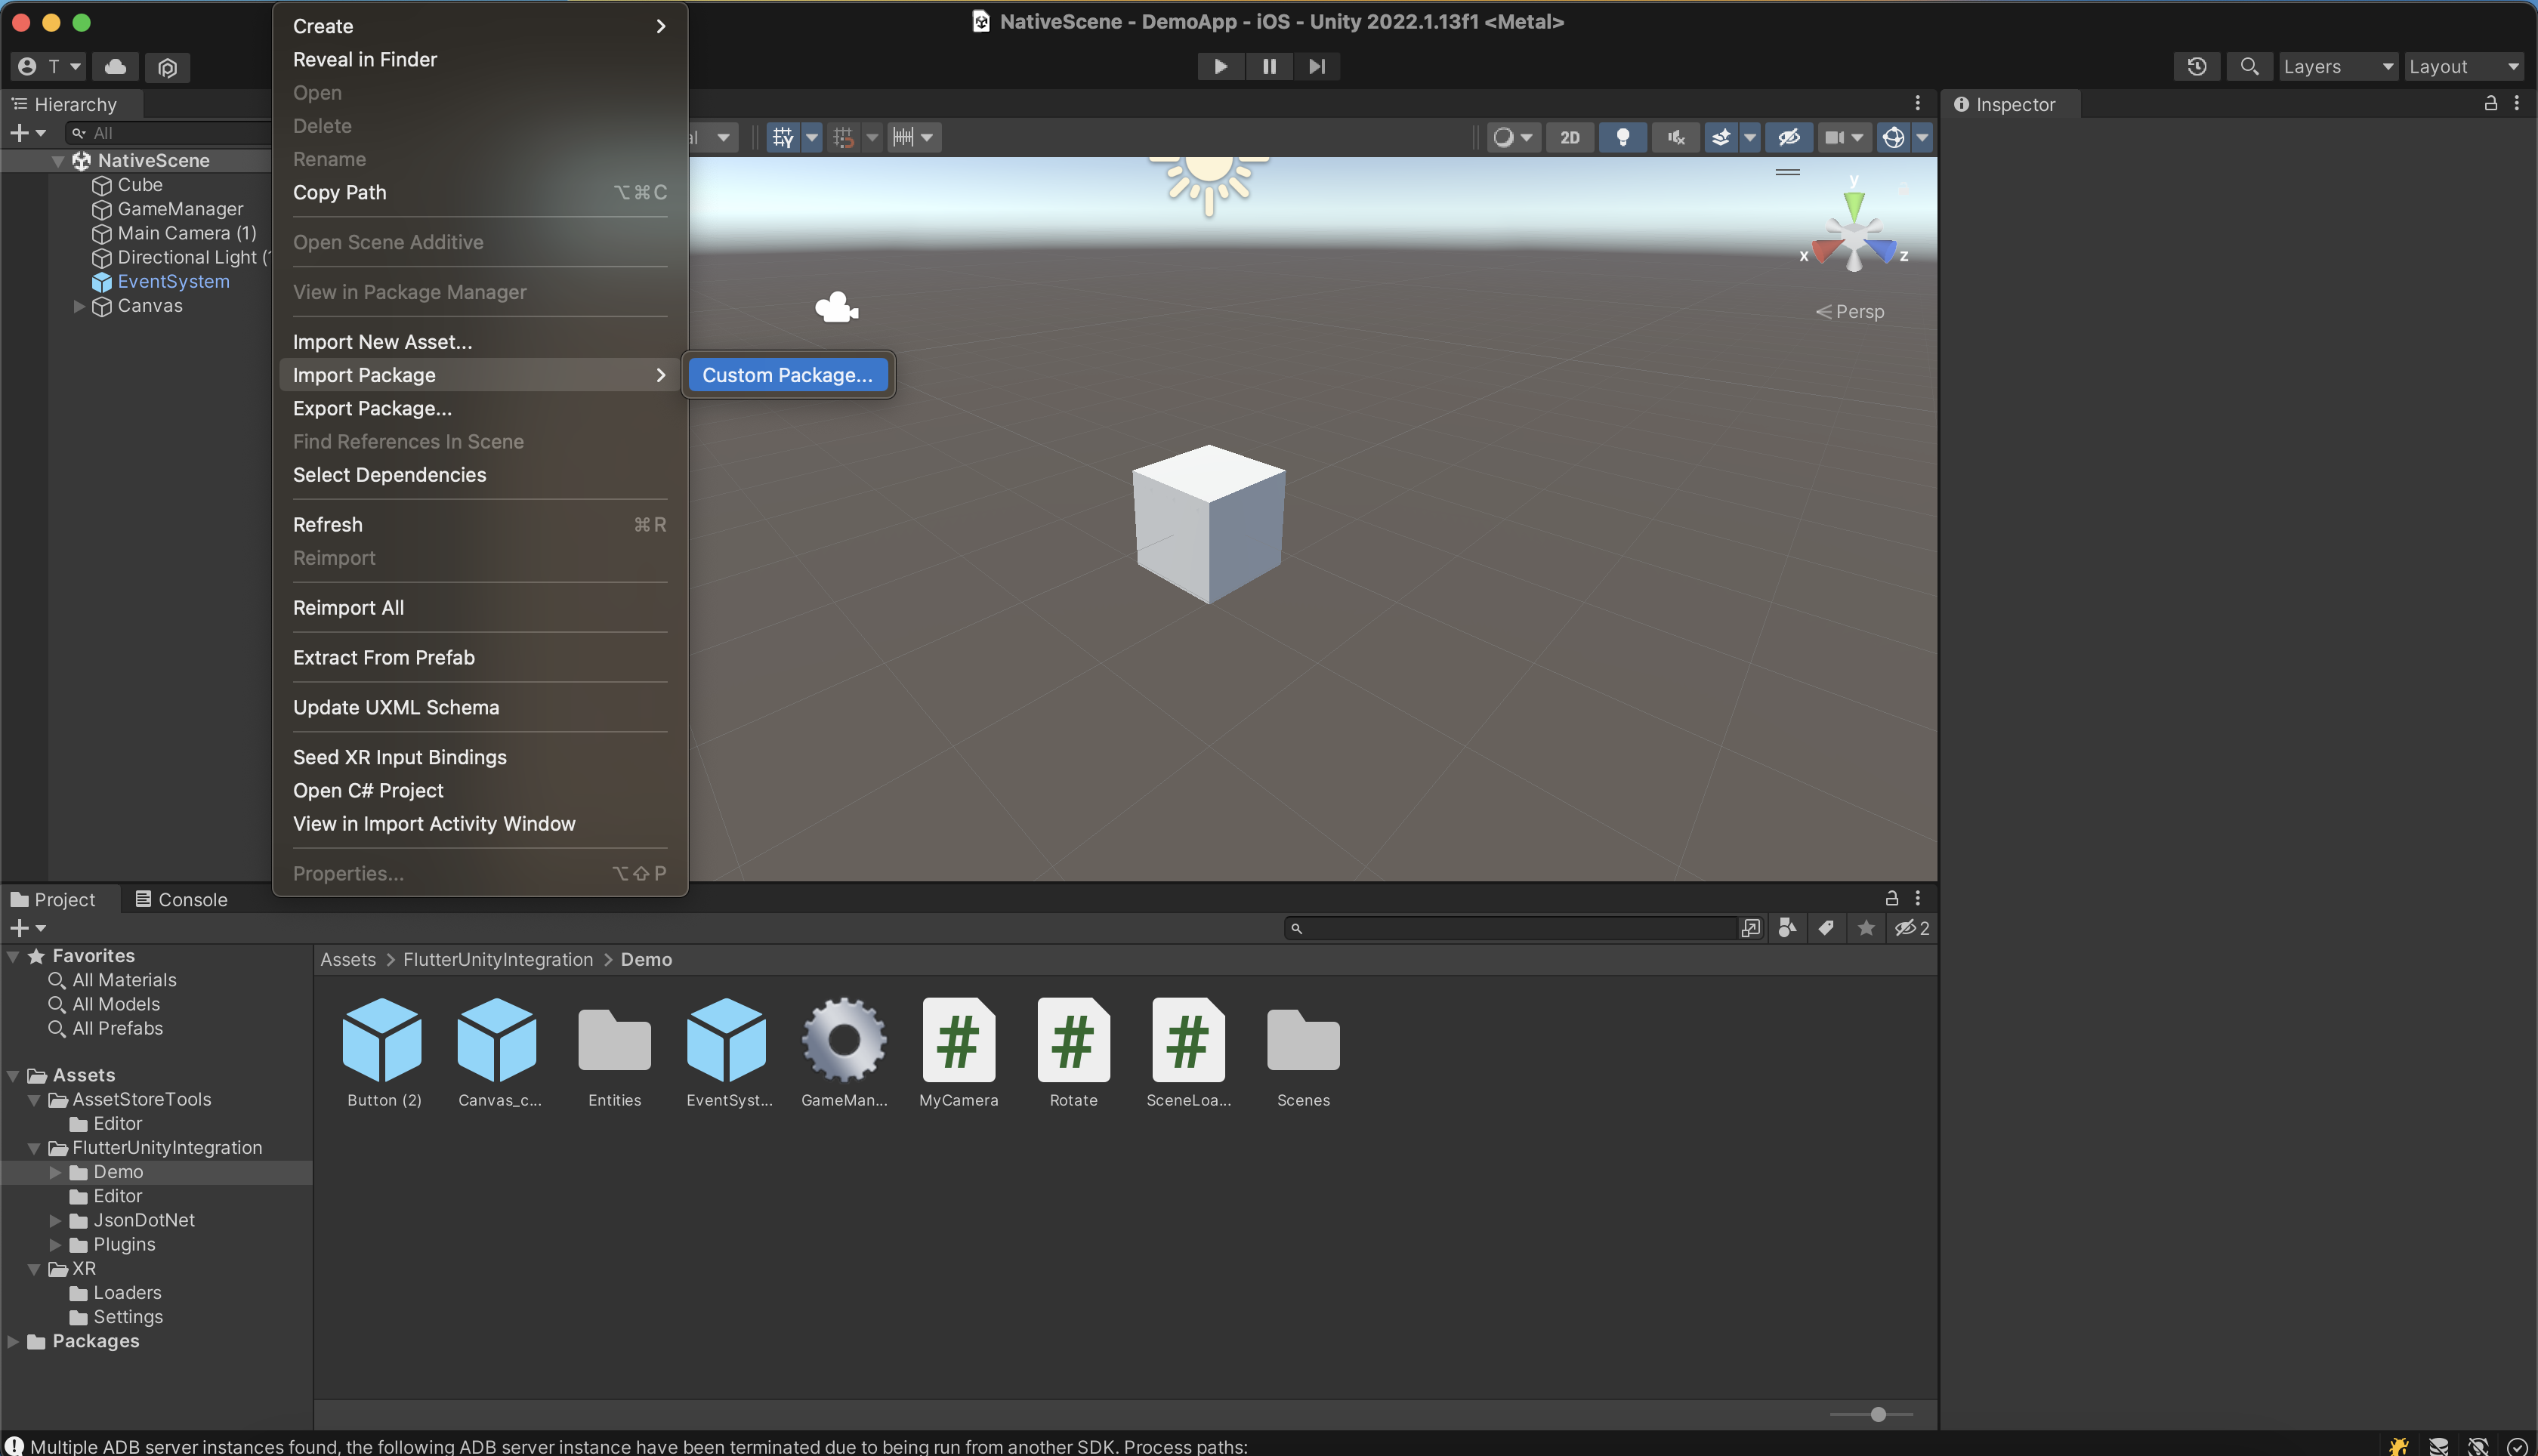 NativeScene - DemoApp - iOS - Unity 2022.1.13f1 <Metal>
T
Layers
Layout
Hierarchy
All
NativeScene
Cube
GameManager
Main Camera (1)
Directional Light (
EventSystem
Canvas
Create
Reveal in Finder
Open
Delete
Rename
Copy Path ⌥⌘C
Open Scene Additive
View in Package Manager
Import New Asset...
Import Package
Export Package...
Find References In Scene
Select Dependencies
Refresh ⌘R
Reimport
Reimport All
Extract From Prefab
Update UXML Schema
Seed XR Input Bindings
Open C# Project
View in Import Activity Window
Properties... ⌥⇧P
Custom Package...
2D
y
x
z
Persp
Inspector
Project
Console
2
Favorites
All Materials
All Models
All Prefabs
Assets
AssetStoreTools
Editor
FlutterUnityIntegration
Demo
Editor
JsonDotNet
Plugins
XR
Loaders
Settings
Packages
Assets > FlutterUnityIntegration > Demo
Button (2)
Canvas_c...
Entities
EventSyst...
GameMan...
MyCamera
Rotate
SceneLoa...
Scenes
Multiple ADB server instances found, the following ADB server instance have been terminated due to being run from another SDK. Process paths: